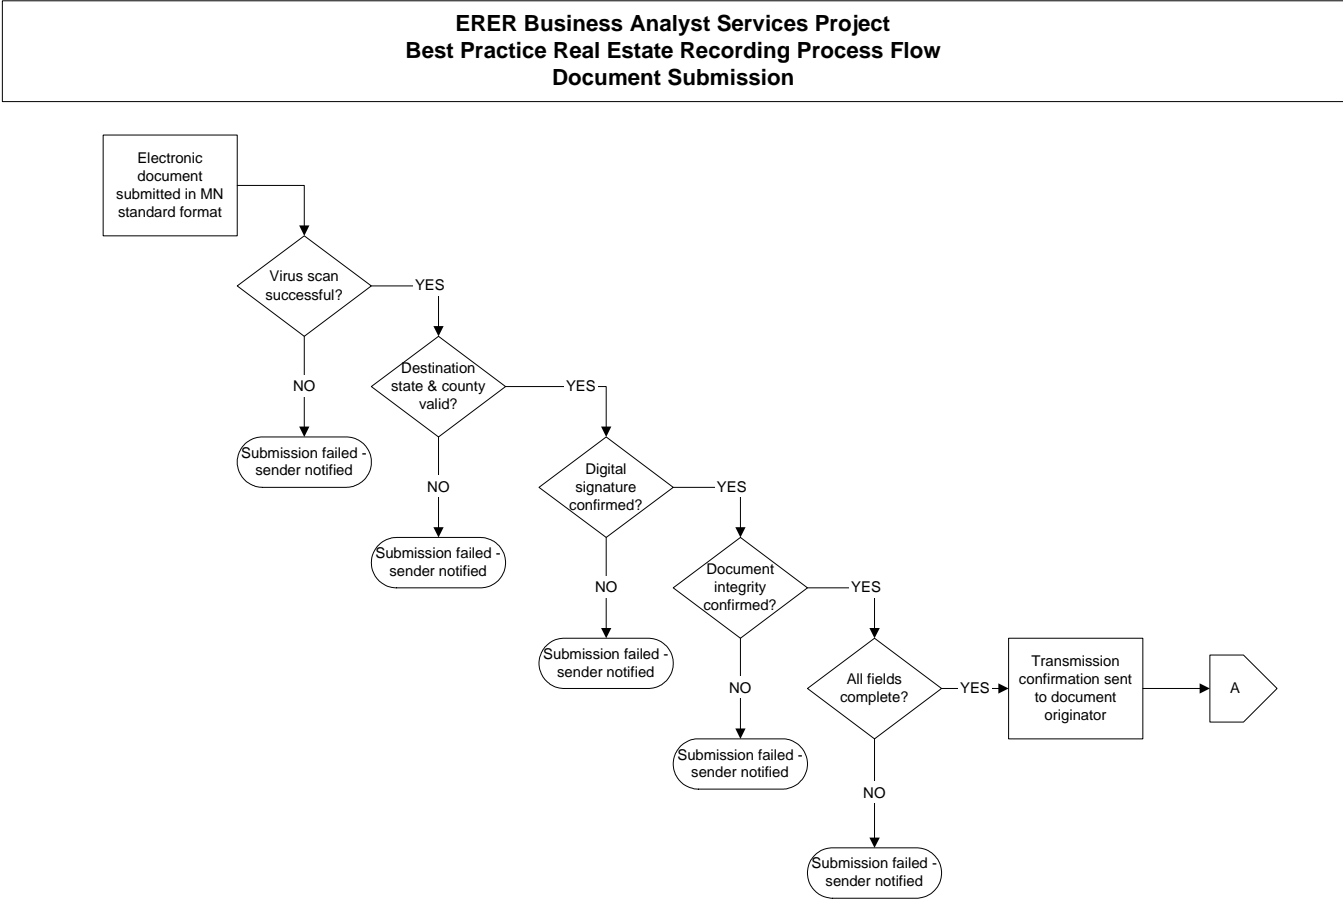 ERER Business Analyst Services Project
Best Practice Real Estate Recording Process Flow
Document Submission
Electronic
document
submitted in MN
standard format
Virus scan
successful?
YES
NO
Submission failed -
sender notified
Destination
state & county
valid?
YES
NO
Submission failed -
sender notified
Digital
signature
confirmed?
YES
NO
Submission failed -
sender notified
Document
integrity
confirmed?
YES
NO
Submission failed -
sender notified
All fields
complete?
YES
NO
Submission failed -
sender notified
Transmission
confirmation sent
to document
originator
A